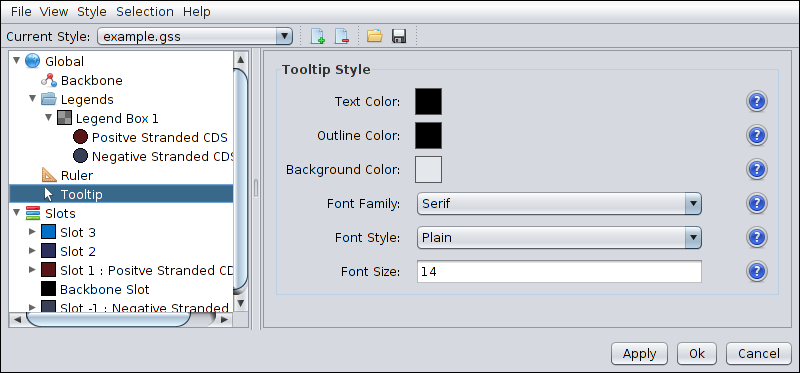 File View Style Selection Help
Current Style: example.gss
Global
Backbone
Legends
Legend Box 1
Positve Stranded CDS
Negative Stranded CDS
Ruler
Tooltip
Slots
Slot 3
Slot 2
Slot 1 : Positve Stranded CD
Backbone Slot
Slot -1 : Negative Stranded
Tooltip Style
Text Color: ?
Outline Color: ?
Background Color: ?
Font Family: Serif ?
Font Style: Plain ?
Font Size: 14 ?
Apply Ok Cancel